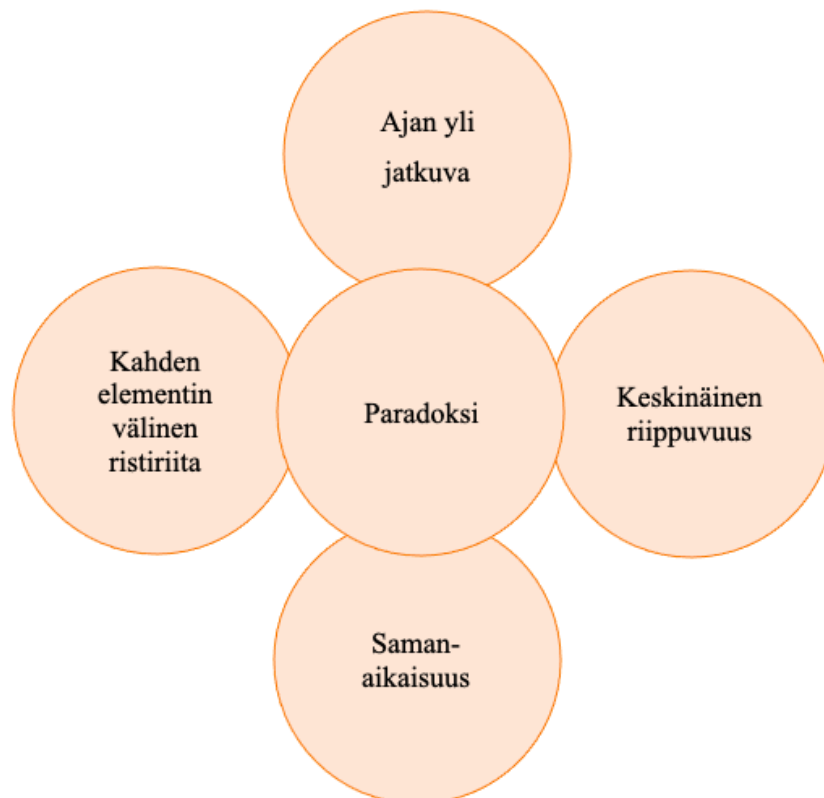 Ajan yli
jatkuva
Kahden
elementin
välinen
ristiriita
Paradoksi
Keskinäinen
riippuvuus
Saman-
aikaisuus